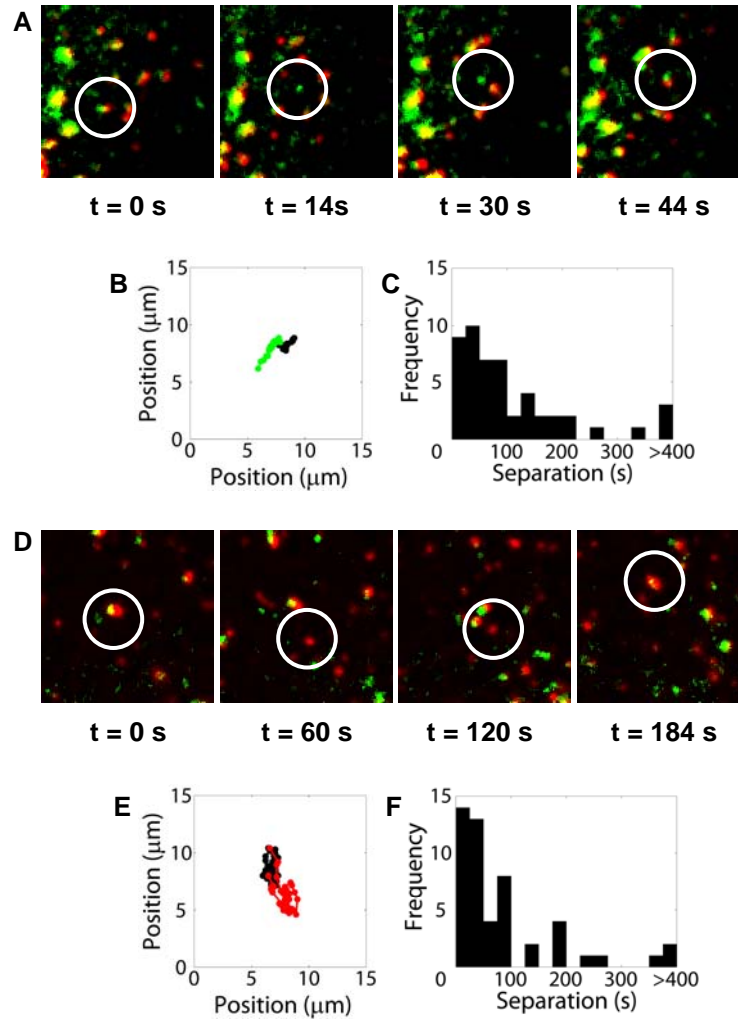 A
t = 0 s
t = 14s
t = 30 s
t = 44 s
B
15
10
5
0
Position (μm)
0
5
10
15
Position (μm)
C
15
10
5
0
Frequency
100
200
300
>400
Separation (s)
D
t = 0 s
t = 60 s
t = 120 s
t = 184 s
E
15
10
5
0
Position (μm)
0
5
10
15
Position (μm)
F
15
10
5
0
Frequency
100
200
300
>400
Separation (s)